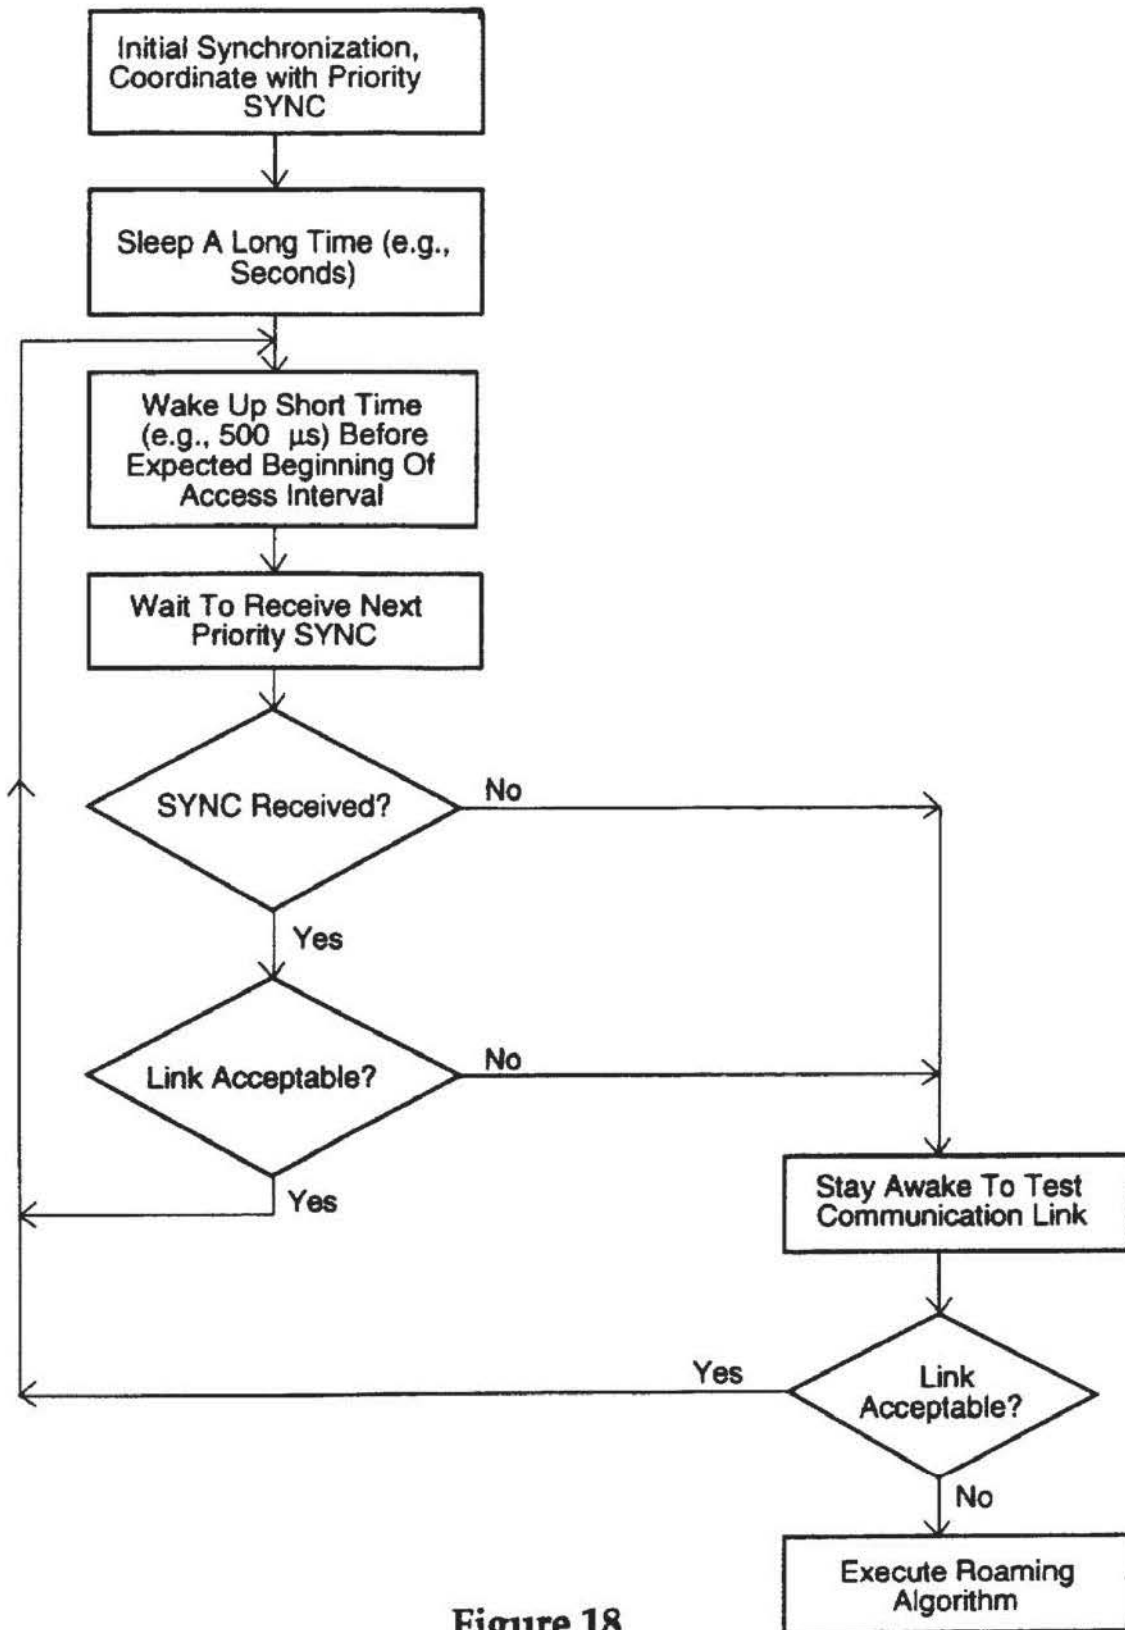 Initial Synchronization,
Coordinate with Priority
SYNC
Sleep A Long Time (e.g.,
Seconds)
Wake Up Short Time
(e.g., 500 μs) Before
Expected Beginning Of
Access Interval
Wait To Receive Next
Priority SYNC
SYNC Received?
No
Yes
Link Acceptable?
No
Yes
Stay Awake To Test
Communication Link
Link
Acceptable?
Yes
No
Execute Roaming
Algorithm
Figure 18